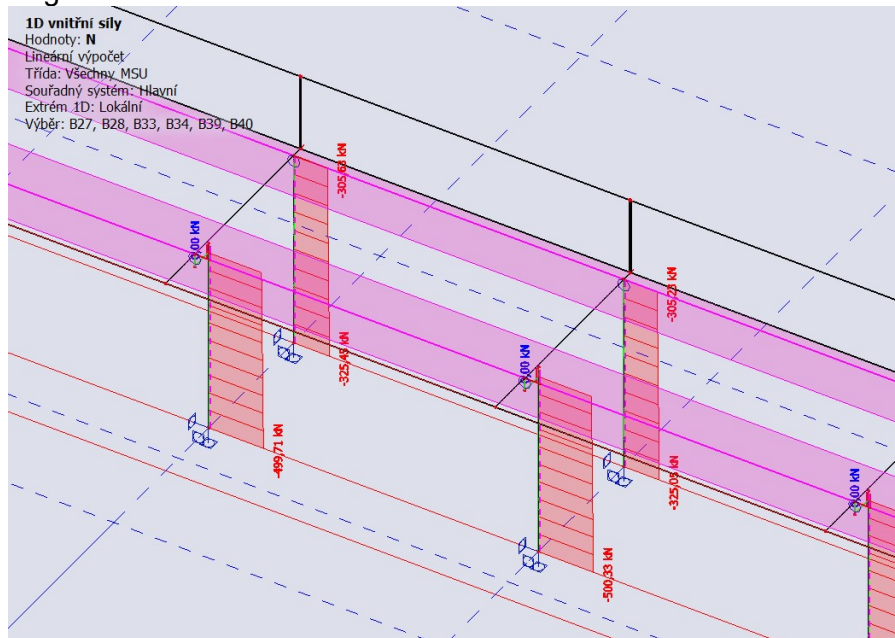 1D vnitřní síly
Hodnoty: N
Lineární výpočet
Třída: Všechny MSU
Souřadný systém: Hlavní
Extrém 1D: Lokální
Výběr: B27, B28, B33, B34, B39, B40
-305,63 kN
0,00 kN
-325,45 kN
-499,71 kN
-305,23 kN
0,00 kN
-325,05 kN
-500,33 kN
0,00 kN